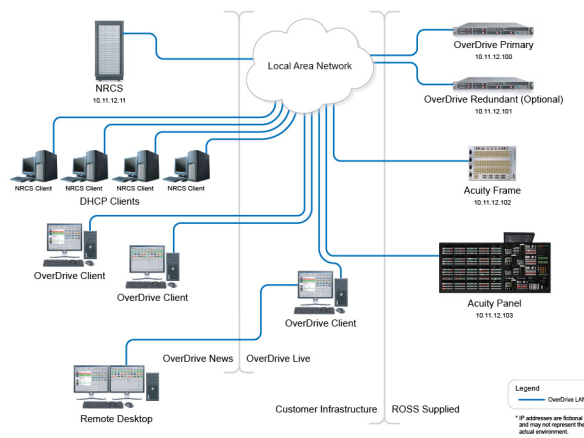 Local Area Network
NRCS
10.11.12.11
OverDrive Primary
10.11.12.100
OverDrive Redundant (Optional)
10.11.12.101
NRCS Client
NRCS Client
NRCS Client
NRCS Client
DHCP Clients
Acuity Frame
10.11.12.102
OverDrive Client
OverDrive Client
OverDrive Client
Acuity Panel
10.11.12.103
OverDrive News
OverDrive Live
Remote Desktop
Customer Infrastructure
ROSS Supplied
Legend
OverDrive LAN
* IP addresses are fictional
and may not represent the
actual environment.